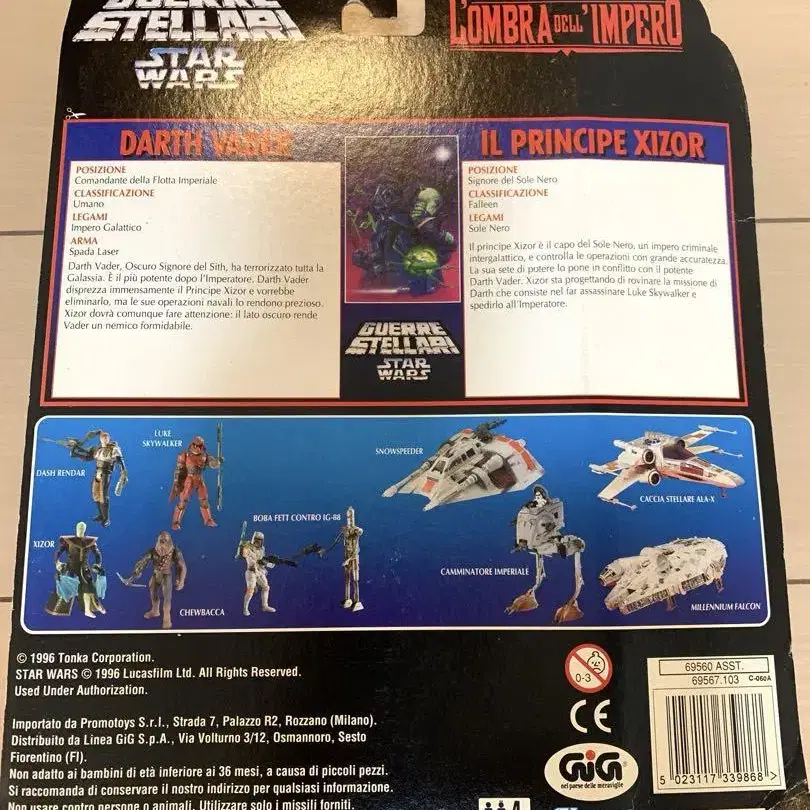 GUERRE
STELLARI
STAR
WARS
L'OMBRA DELL'IMPERO
DARTH VADER
POSIZIONE
Comandante della Flotta Imperiale
CLASSIFICAZIONE
Umano
LEGAMI
Impero Galattico
ARMA
Spada Laser
Darth Vader, Oscuro Signore del Sith, ha terrorizzato tutta la
Galassia. È il più potente dopo l'Imperatore. Darth Vader
disprezza immensamente il Principe Xizor e vorrebbe
eliminarlo, ma le sue operazioni navali lo rendono prezioso.
Xizor dovrà comunque fare attenzione: il lato oscuro rende
Vader un nemico formidabile.
GUERRE
STELLARI
STAR
WARS
IL PRINCIPE XIZOR
POSIZIONE
Signore del Sole Nero
CLASSIFICAZIONE
Falleen
LEGAMI
Sole Nero
Il principe Xizor è il capo del Sole Nero, un impero criminale
intergalattico, e controlla le operazioni con grande accuratezza.
La sua sete di potere lo pone in conflitto con il potente
Darth Vader. Xizor sta progettando di rovinare la missione di
Darth che consiste nel far assassinare Luke Skywalker e
spedirlo all'Imperatore.
DASH RENDAR
LUKE
SKYWALKER
XIZOR
CHEWBACCA
BOBA FETT CONTRO IG-88
SNOWSPEEDER
CACCIA STELLARE ALA-X
CAMMINATORE IMPERIALE
MILLENNIUM FALCON
© 1996 Tonka Corporation.
STAR WARS © 1996 Lucasfilm Ltd. All Rights Reserved.
Used Under Authorization.
Importato da Promotoys S.r.l., Strada 7, Palazzo R2, Rozzano (Milano).
Distribuito da Linea GiG S.p.A., Via Volturno 3/12, Osmannoro, Sesto
Fiorentino (FI).
Non adatto ai bambini di età inferiore ai 36 mesi, a causa di piccoli pezzi.
Si raccomanda di conservare il nostro indirizzo per qualsiasi informazione.
Non usare contro persone o animali. Utilizzare solo i missili forniti.
0-3
CE
GiG
nel paese delle meraviglie
69560 ASST.
69567.103 C-060A
5 023117 339868 >